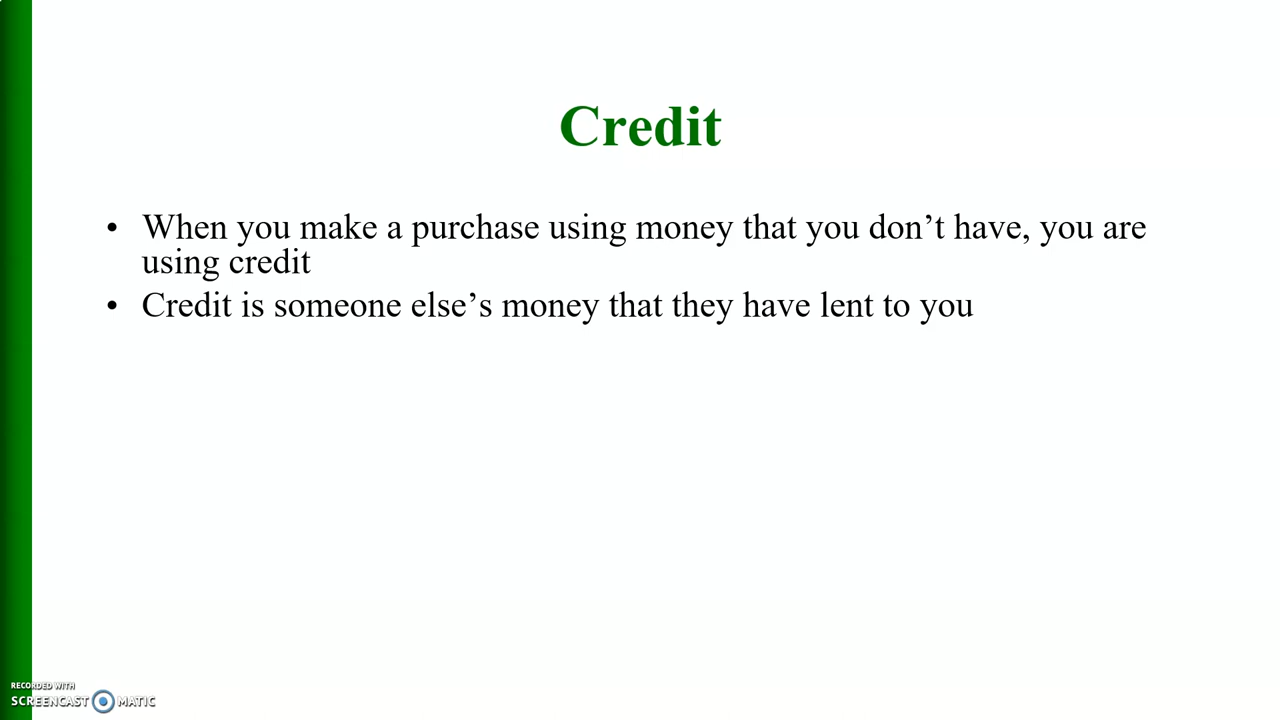 Credit
• When you make a purchase using money that you don’t have, you are
using credit
• Credit is someone else’s money that they have lent to you
RECORDED WITH
SCREENCAST MATIC